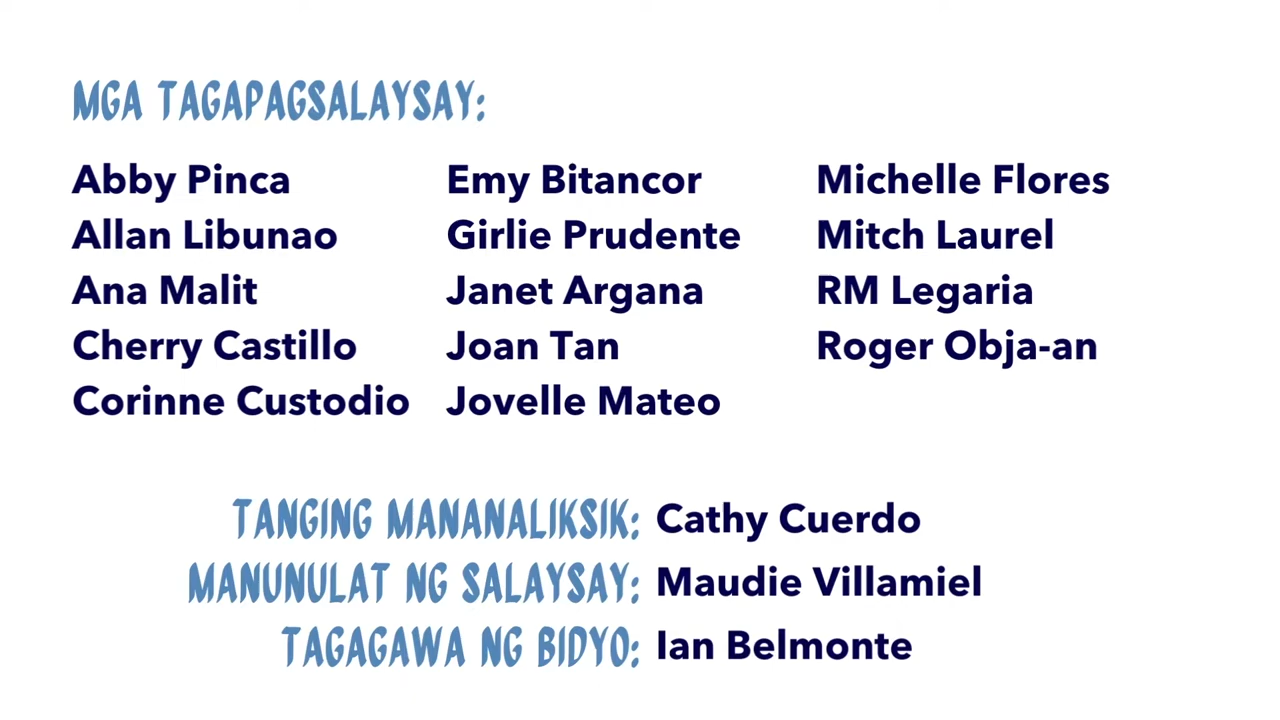 MGA TAGAPAGSALAYSAY:
Abby Pinca
Allan Libunao
Ana Malit
Cherry Castillo
Corinne Custodio
Emy Bitancor
Girlie Prudente
Janet Argana
Joan Tan
Jovelle Mateo
Michelle Flores
Mitch Laurel
RM Legaria
Roger Obja-an
TANGING MANANALIKSIK: Cathy Cuerdo
MANUNULAT NG SALAYSAY: Maudie Villamiel
TAGAGAWA NG BIDYO: Ian Belmonte